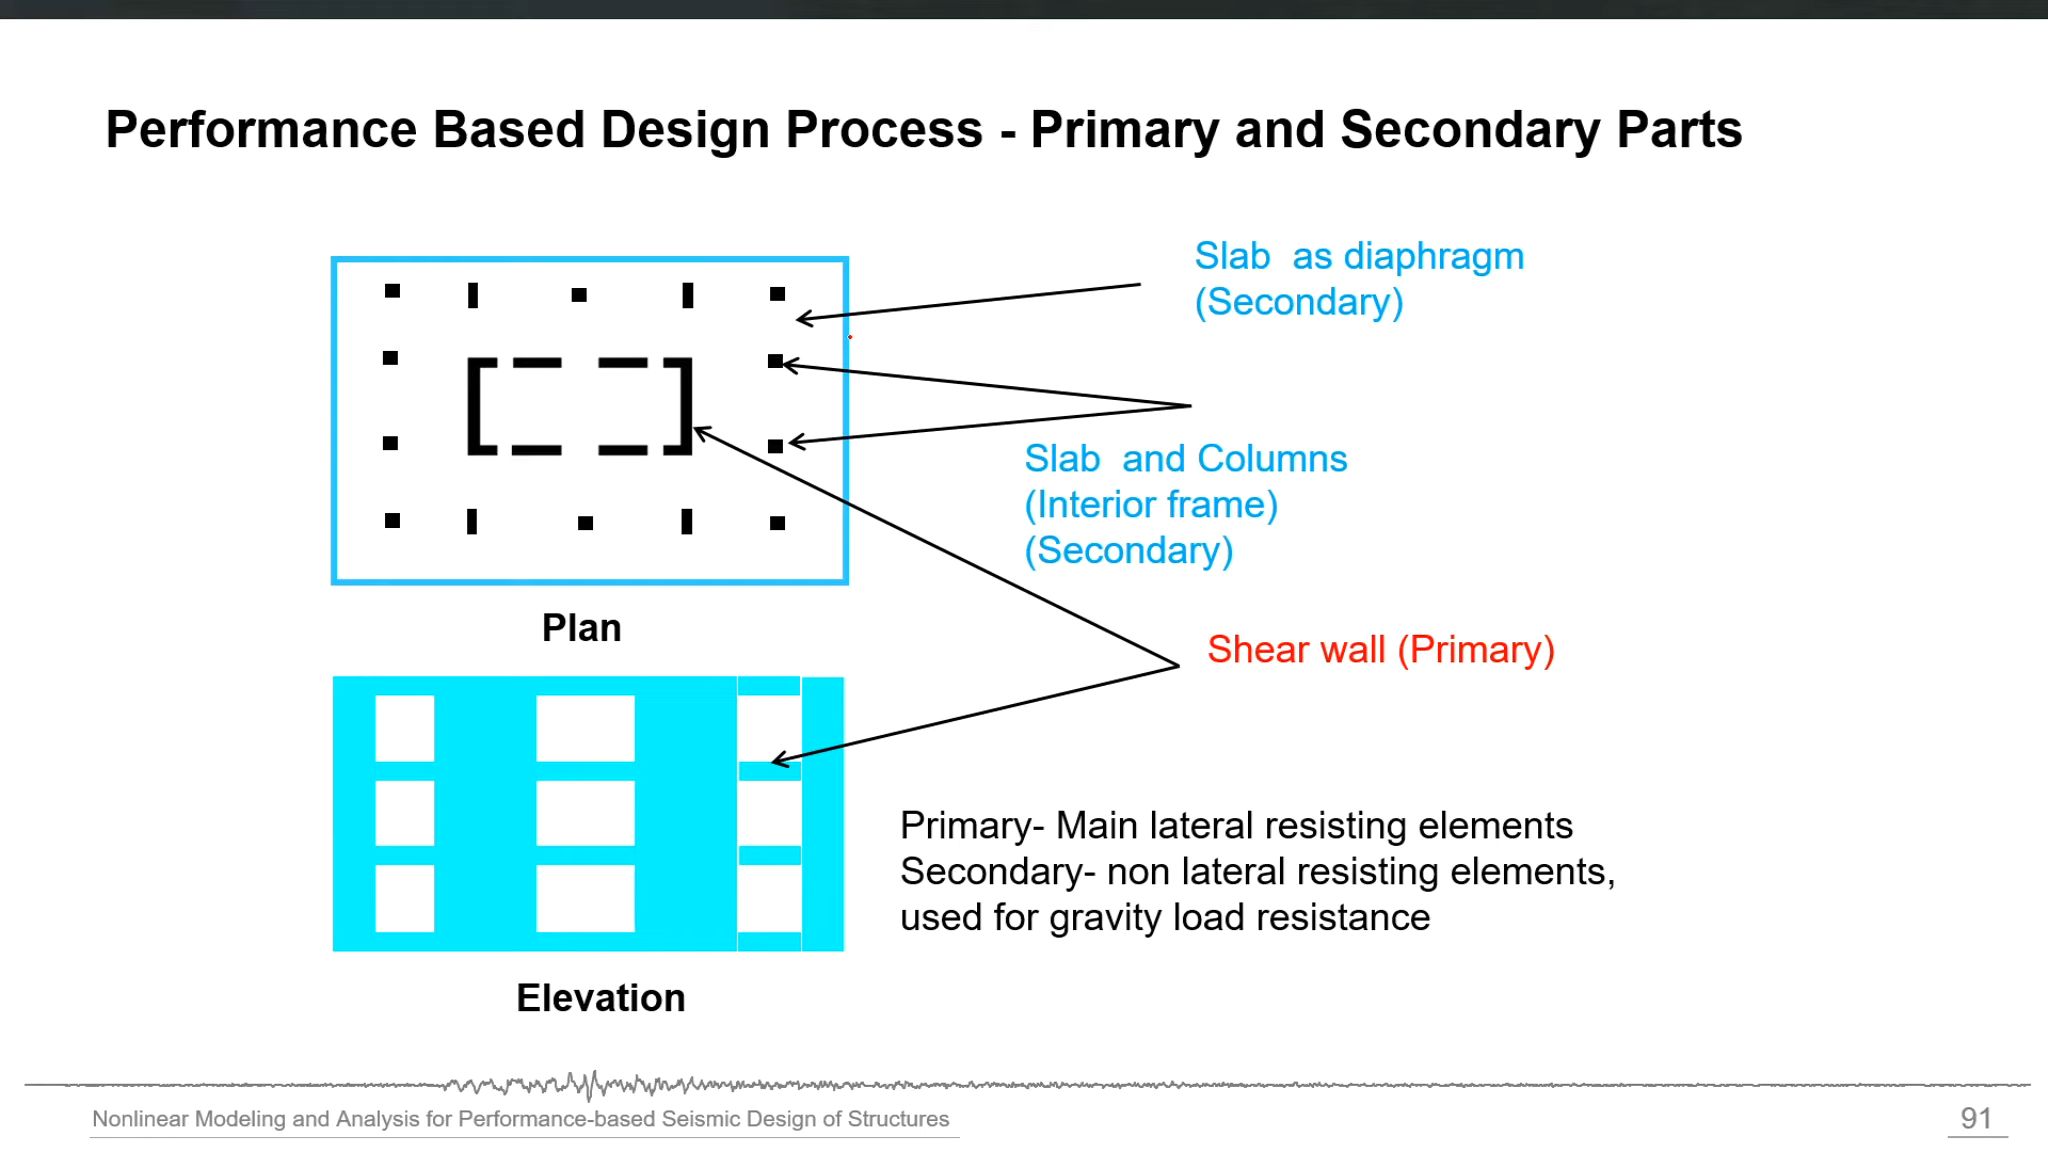 Performance Based Design Process - Primary and Secondary Parts
Slab as diaphragm
(Secondary)
Slab and Columns
(Interior frame)
(Secondary)
Plan
Shear wall (Primary)
Primary- Main lateral resisting elements
Secondary- non lateral resisting elements,
used for gravity load resistance
Elevation
Nonlinear Modeling and Analysis for Performance-based Seismic Design of Structures
91